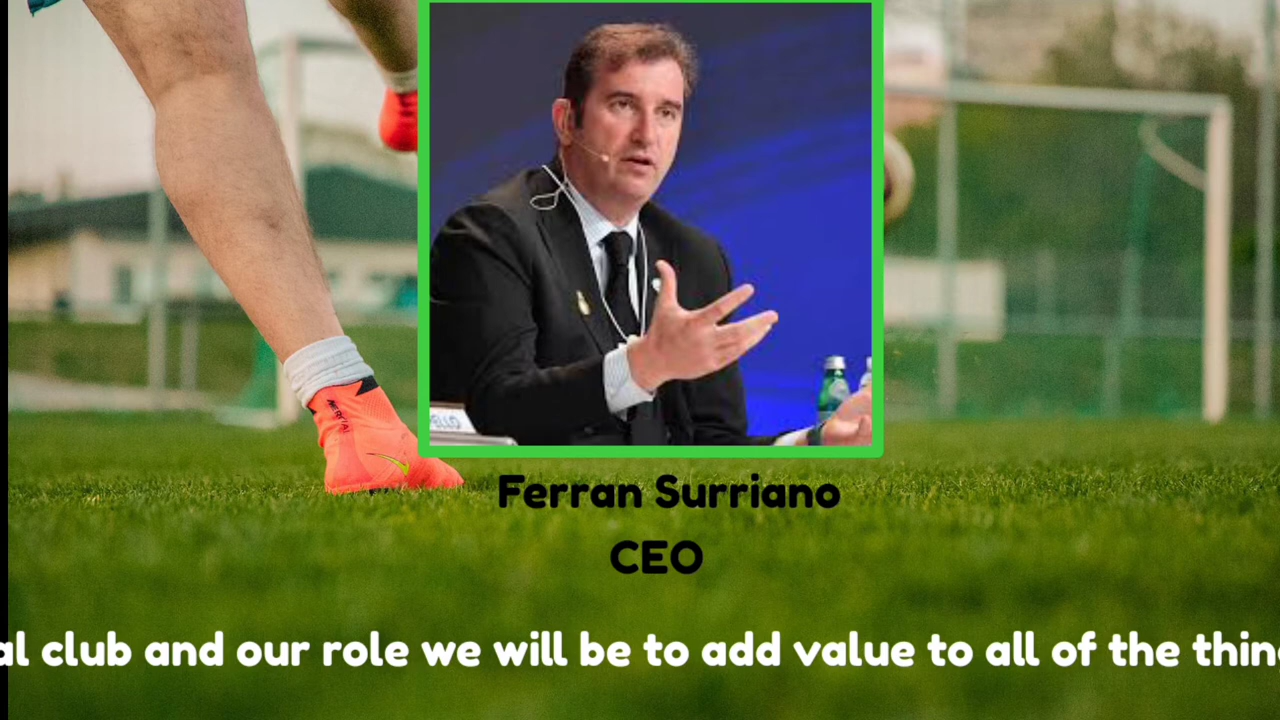 Ferran Surriano
CEO
al club and our role we will be to add value to all of the thin